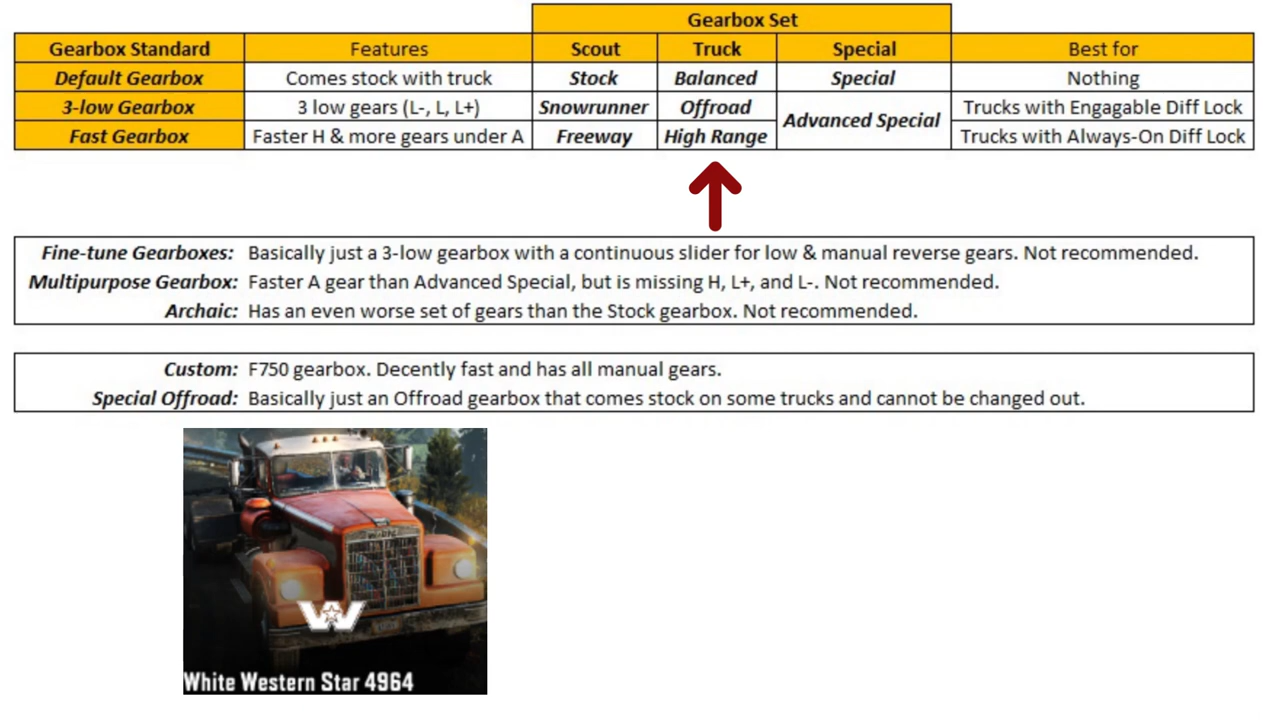 Gearbox Set
Gearbox Standard Features Scout Truck Special Best for
Default Gearbox Comes stock with truck Stock Balanced Special Nothing
3-low Gearbox 3 low gears (L-, L, L+) Snowrunner Offroad Advanced Special Trucks with Engagable Diff Lock
Fast Gearbox Faster H & more gears under A Freeway High Range Trucks with Always-On Diff Lock
Fine-tune Gearboxes: Basically just a 3-low gearbox with a continuous slider for low & manual reverse gears. Not recommended.
Multipurpose Gearbox: Faster A gear than Advanced Special, but is missing H, L+, and L-. Not recommended.
Archaic: Has an even worse set of gears than the Stock gearbox. Not recommended.
Custom: F750 gearbox. Decently fast and has all manual gears.
Special Offroad: Basically just an Offroad gearbox that comes stock on some trucks and cannot be changed out.
White Western Star 4964